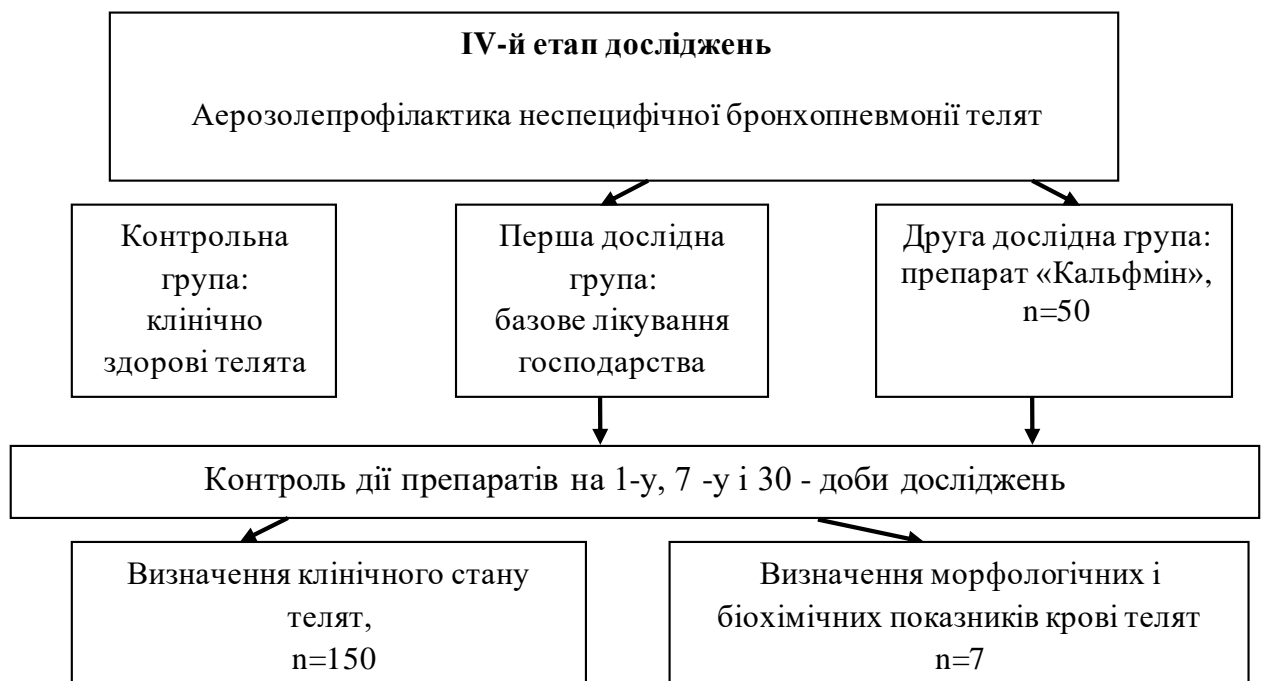 IV-й етап досліджень
Аерозолепрофілактика неспецифічної бронхопневмонії телят
Контрольна
група:
клінічно
здорові телята
Перша дослідна
група:
базове лікування
господарства
Друга дослідна група:
препарат «Кальфмін»,
n=50
Контроль дії препаратів на 1-у, 7 -у і 30 - доби досліджень
Визначення клінічного стану
телят,
n=150
Визначення морфологічних і
біохімічних показників крові телят
n=7